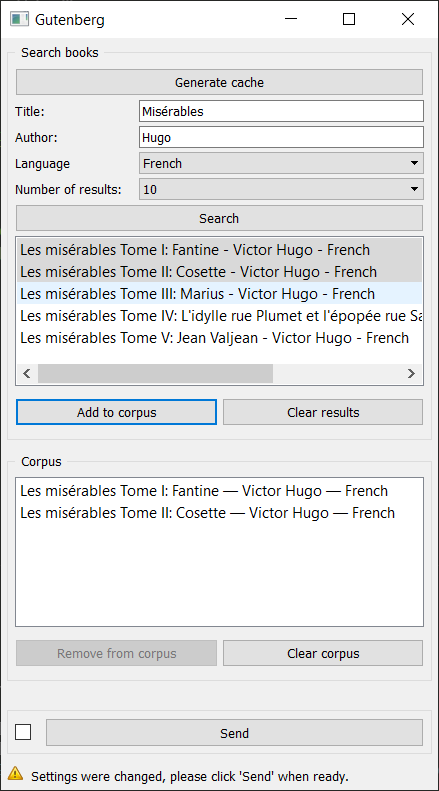 Gutenberg
Search books
Generate cache
Title: Misérables
Author: Hugo
Language French
Number of results: 10
Search
Les misérables Tome I: Fantine - Victor Hugo - French
Les misérables Tome II: Cosette - Victor Hugo - French
Les misérables Tome III: Marius - Victor Hugo - French
Les misérables Tome IV: L'idylle rue Plumet et l'épopée rue
Les misérables Tome V: Jean Valjean - Victor Hugo - French
Add to corpus Clear results
Corpus
Les misérables Tome I: Fantine — Victor Hugo — French
Les misérables Tome II: Cosette — Victor Hugo — French
Remove from corpus Clear corpus
Send
Settings were changed, please click 'Send' when ready.